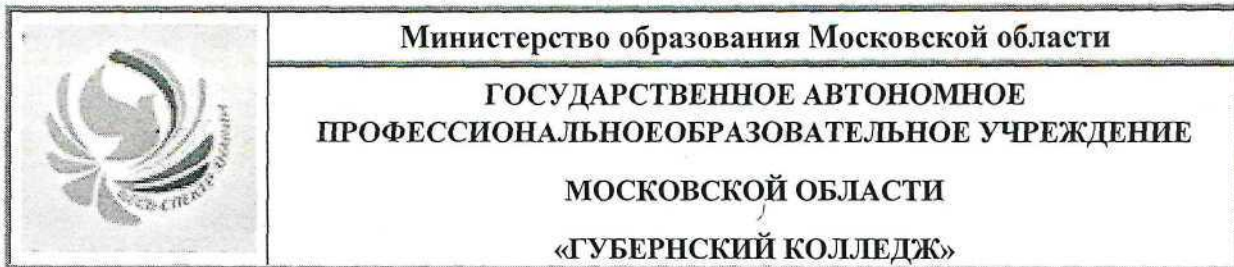 Министерство образования Московской области
ГОСУДАРСТВЕННОЕ АВТОНОМНОЕ
ПРОФЕССИОНАЛЬНОЕОБРАЗОВАТЕЛЬНОЕ УЧРЕЖДЕНИЕ
МОСКОВСКОЙ ОБЛАСТИ
«ГУБЕРНСКИЙ КОЛЛЕДЖ»